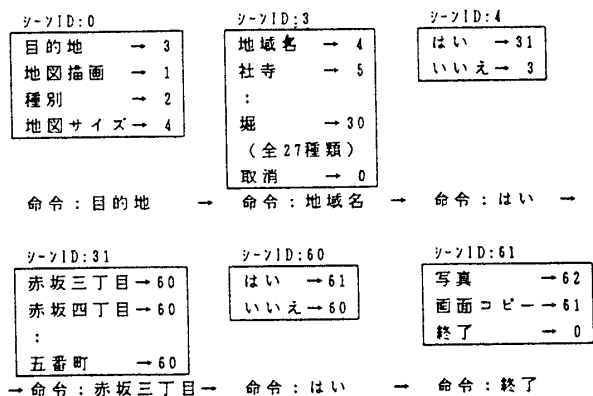 シーンID:0
目的地 → 3
地図描画 → 1
種別 → 2
地図サイズ → 4
シーンID:3
地域名 → 4
社寺 → 5
:
堀 → 30
(全27種類)
取消 → 0
シーンID:4
はい → 31
いいえ → 3
命令:目的地 → 命令:地域名 → 命令:はい →
シーンID:31
赤坂三丁目 → 60
赤坂四丁目 → 60
:
五番町 → 60
シーンID:60
はい → 61
いいえ → 60
シーンID:61
写真 → 62
画面コピー → 61
終了 → 0
→ 命令:赤坂三丁目 → 命令:はい → 命令:終了